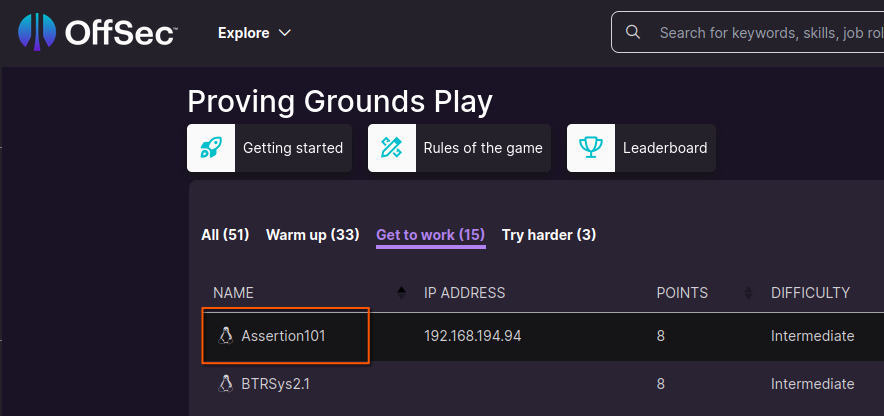 OffSec™
Explore
Search for keywords, skills, job rol
Proving Grounds Play
Getting started
Rules of the game
Leaderboard
All (51) Warm up (33) Get to work (15) Try harder (3)
NAME IP ADDRESS POINTS DIFFICULTY
Assertion101 192.168.194.94 8 Intermediate
BTRSys2.1 8 Intermediate